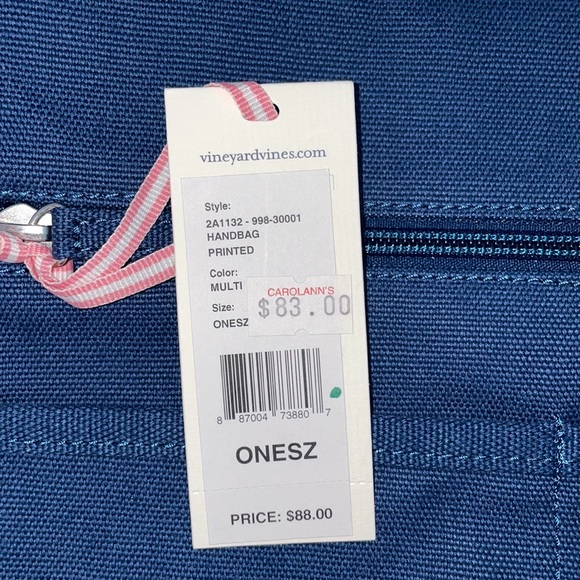 vineyardvines.com
Style:
2A1132 - 998-30001
HANDBAG
PRINTED
Color:
MULTI
CAROLANN'S
Size:
$83.00
ONESZ
8 87004 73880 7
ONESZ
PRICE: $88.00